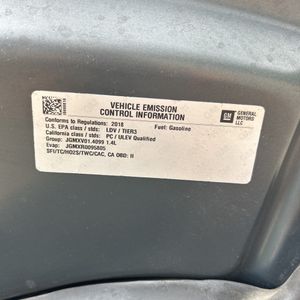 VEHICLE EMISSION
CONTROL INFORMATION
Conforms to Regulations: 2018 Fuel: Gasoline
U.S. EPA class / stds: LDV / TIER3
California class / stds: PC / ULEV Qualified
Group: JGMXV01.4099 1.4L
Evap: JGMXR0095805
SFI/TC/HO2S/TWC/CAC, CA OBD: II
GM
GENERAL
MOTORS
LLC